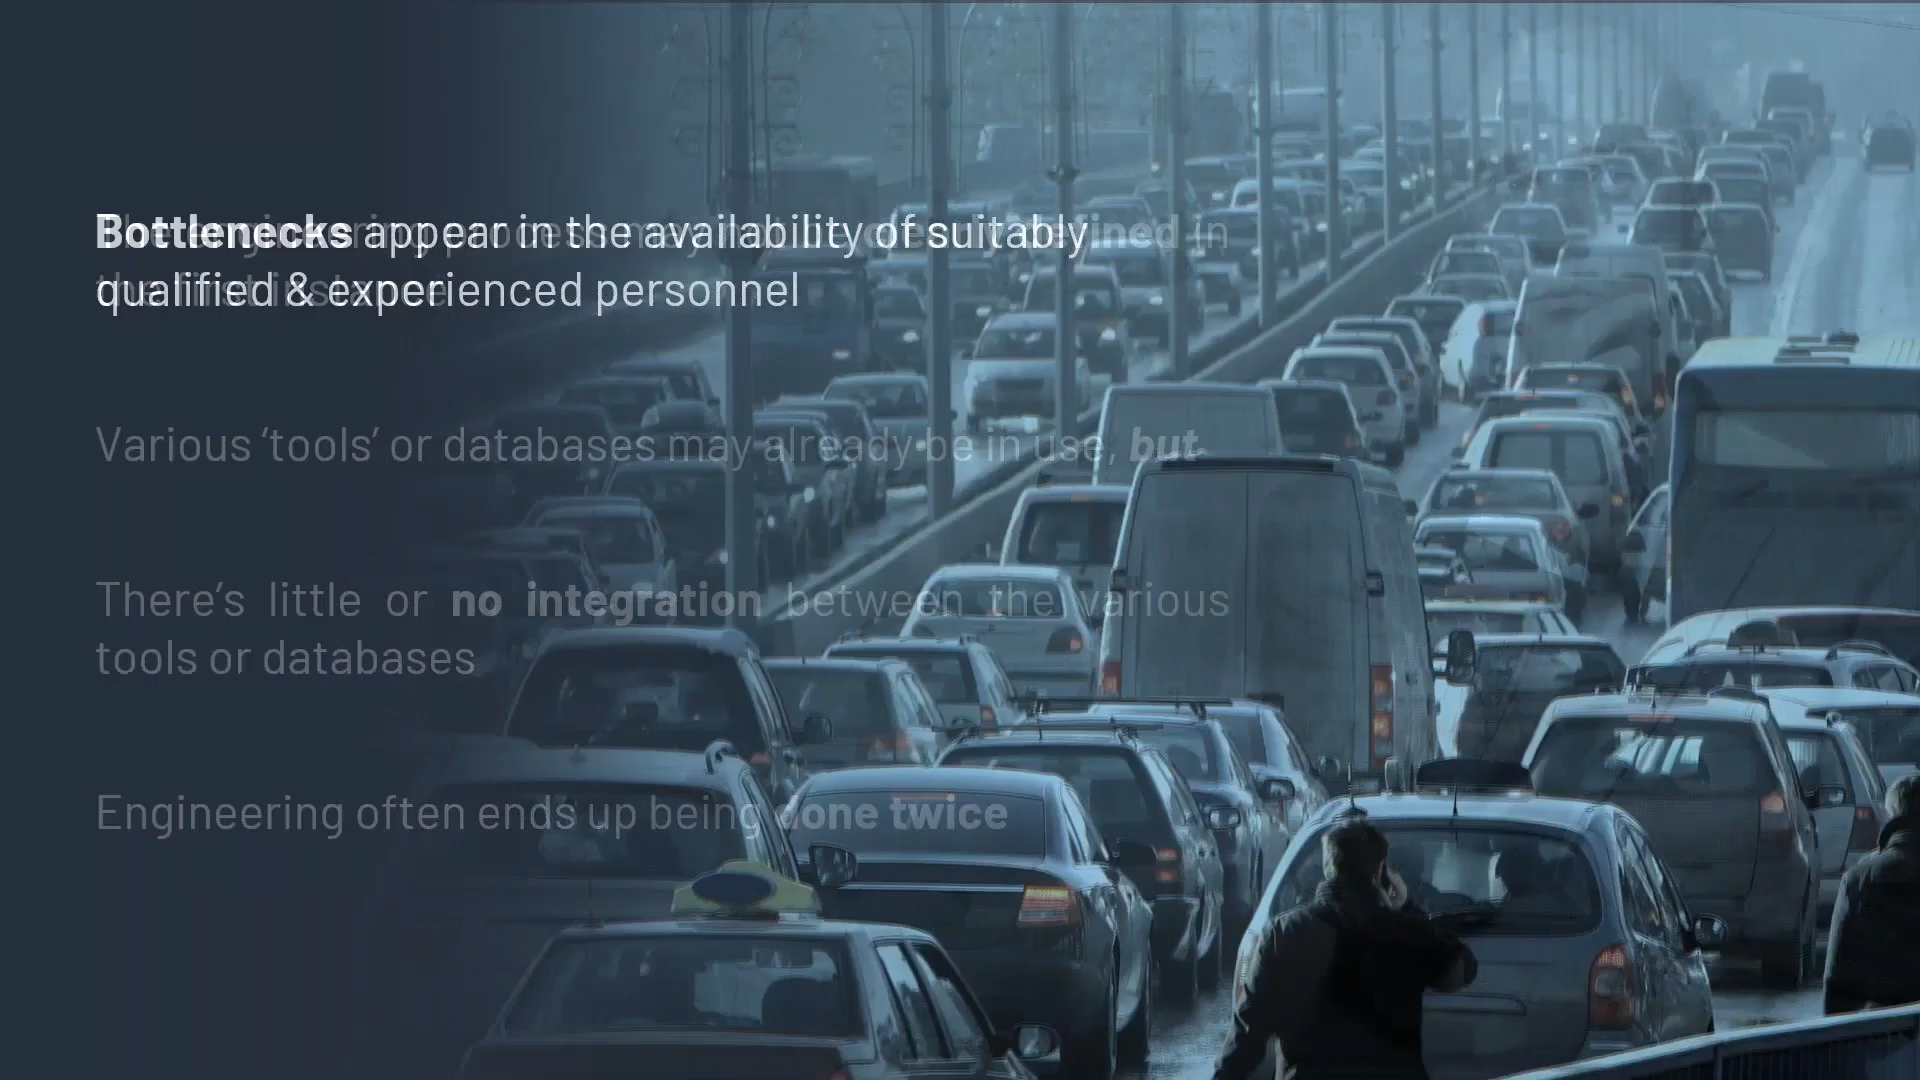 Bottlenecks appear in the availability of suitably
qualified & experienced personnel
defined in
Various ‘tools’ or databases may already be in use, but
There’s little or no integration between the various
tools or databases
Engineering often ends up being done twice